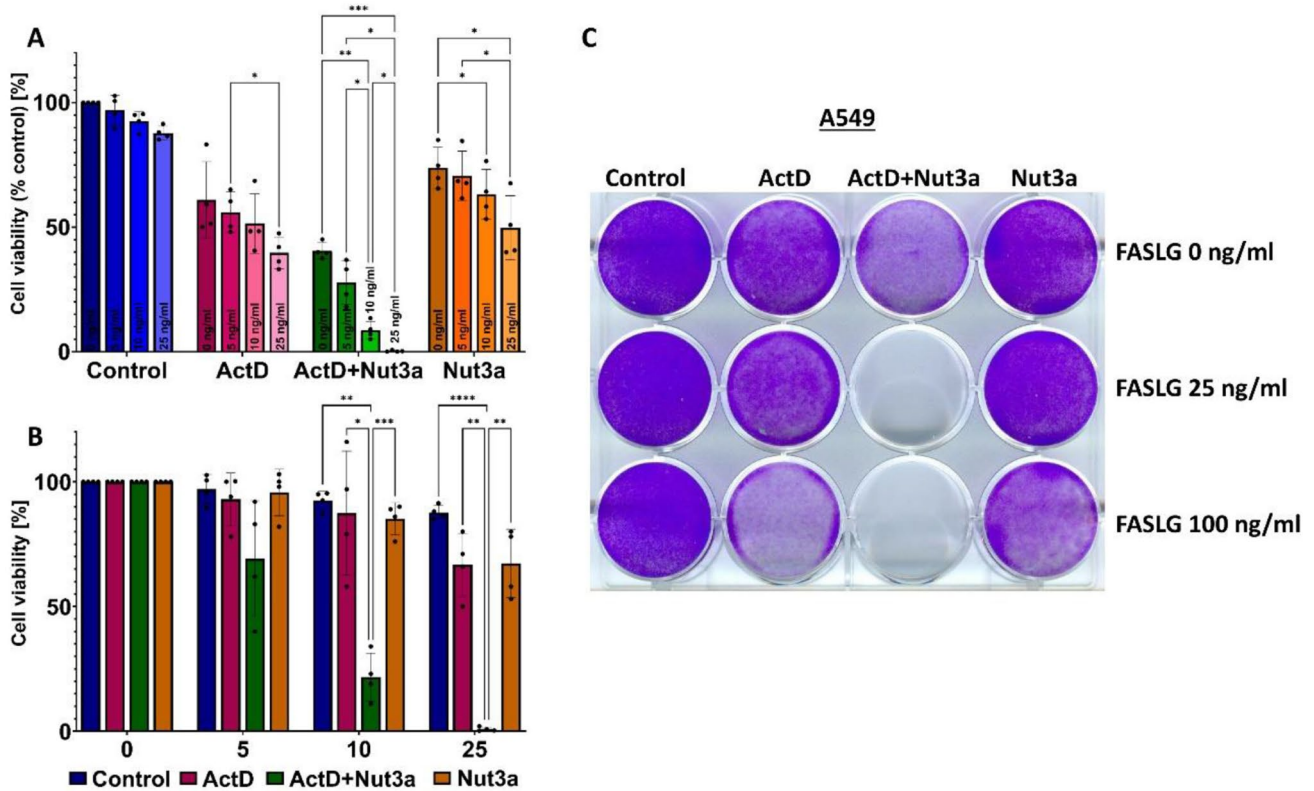 A
Cell viability (% control) [%]
100
50
0
*
***
*
**
*
*
*
*
*
ng/ml
5 ng/ml
10 ng/ml
25 ng/ml
0 ng/ml
5 ng/ml
10 ng/ml
25 ng/ml
0 ng/ml
5 ng/ml
10 ng/ml
25 ng/ml
0 ng/ml
5 ng/ml
10 ng/ml
25 ng/ml
Control ActD ActD+Nut3a Nut3a
B
Cell viability [%]
100
50
0
**
*
***
****
**
**
0 5 10 25
Control ActD ActD+Nut3a Nut3a
C
A549
Control ActD ActD+Nut3a Nut3a
FASLG 0 ng/ml
FASLG 25 ng/ml
FASLG 100 ng/ml